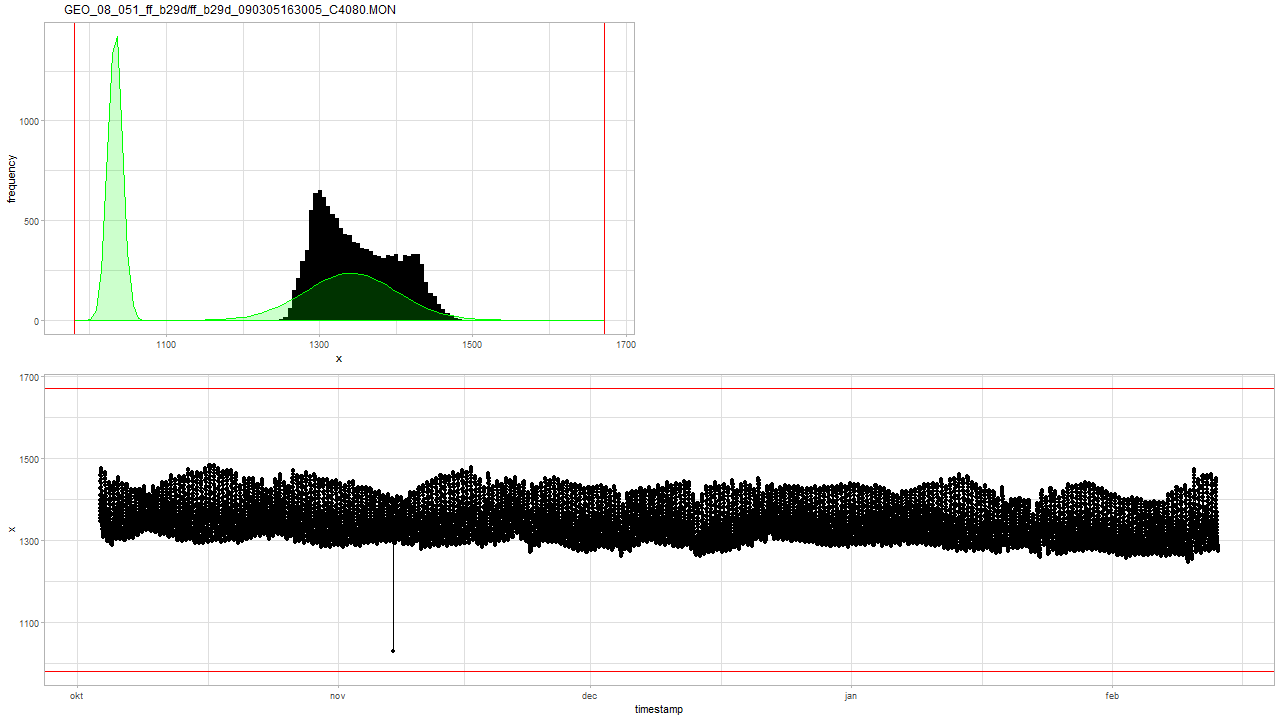 GEO_08_051_ff_b29d/ff_b29d_090305163005_C4080.MON
1000
500
0
frequency
1100
1300
1500
1700
x
1700
1500
1300
1100
x
okt
nov
dec
jan
feb
timestamp